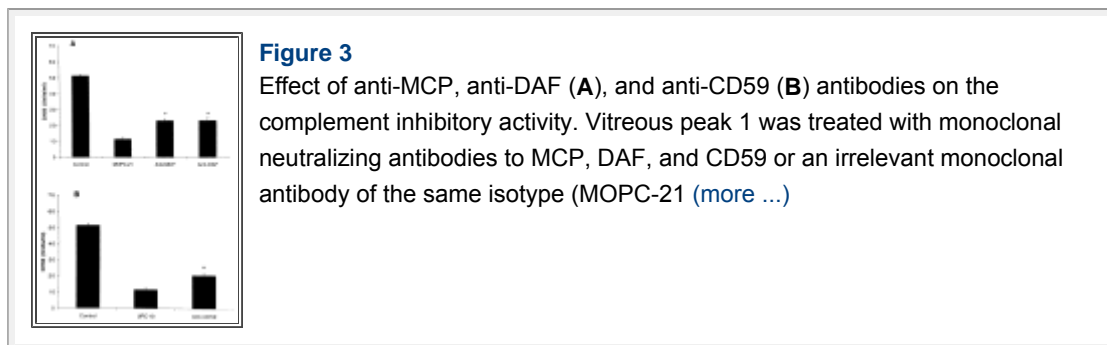 Figure 3
Effect of anti-MCP, anti-DAF (A), and anti-CD59 (B) antibodies on the
complement inhibitory activity. Vitreous peak 1 was treated with monoclonal
neutralizing antibodies to MCP, DAF, and CD59 or an irrelevant monoclonal
antibody of the same isotype (MOPC-21 (more ...)
A
Control
B
Control